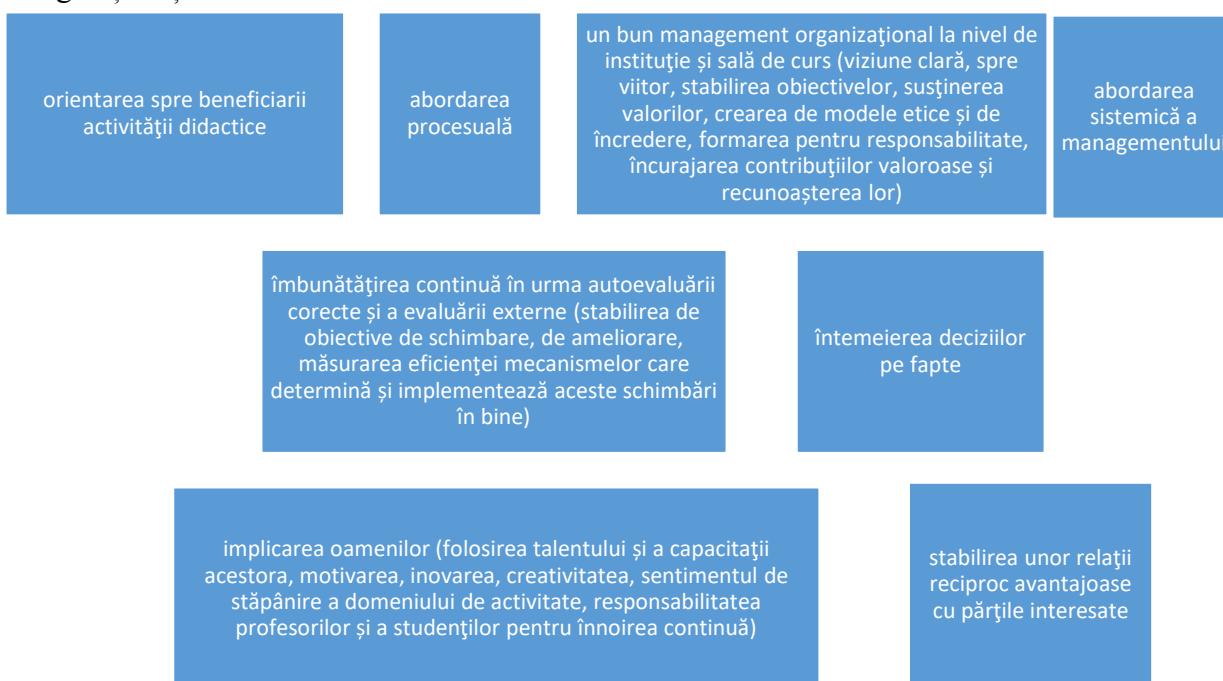 orientarea spre beneficiarii
activităţii didactice
abordarea
procesuală
un bun management organizaţional la nivel de
instituţie și sală de curs (viziune clară, spre
viitor, stabilirea obiectivelor, susţinerea
valorilor, crearea de modele etice și de
încredere, formarea pentru responsabilitate,
încurajarea contribuţiilor valoroase și
recunoașterea lor)
abordarea
sistemică a
managementului
îmbunătăţirea continuă în urma autoevaluării
corecte și a evaluării externe (stabilirea de
obiective de schimbare, de ameliorare,
măsurarea eficienţei mecanismelor care
determină și implementează aceste schimbări
în bine)
întemeierea deciziilor
pe fapte
implicarea oamenilor (folosirea talentului și a capacitaţii
acestora, motivarea, inovarea, creativitatea, sentimentul de
stăpânire a domeniului de activitate, responsabilitatea
profesorilor și a studenţilor pentru înnoirea continuă)
stabilirea unor relaţii
reciproc avantajoase
cu părţile interesate